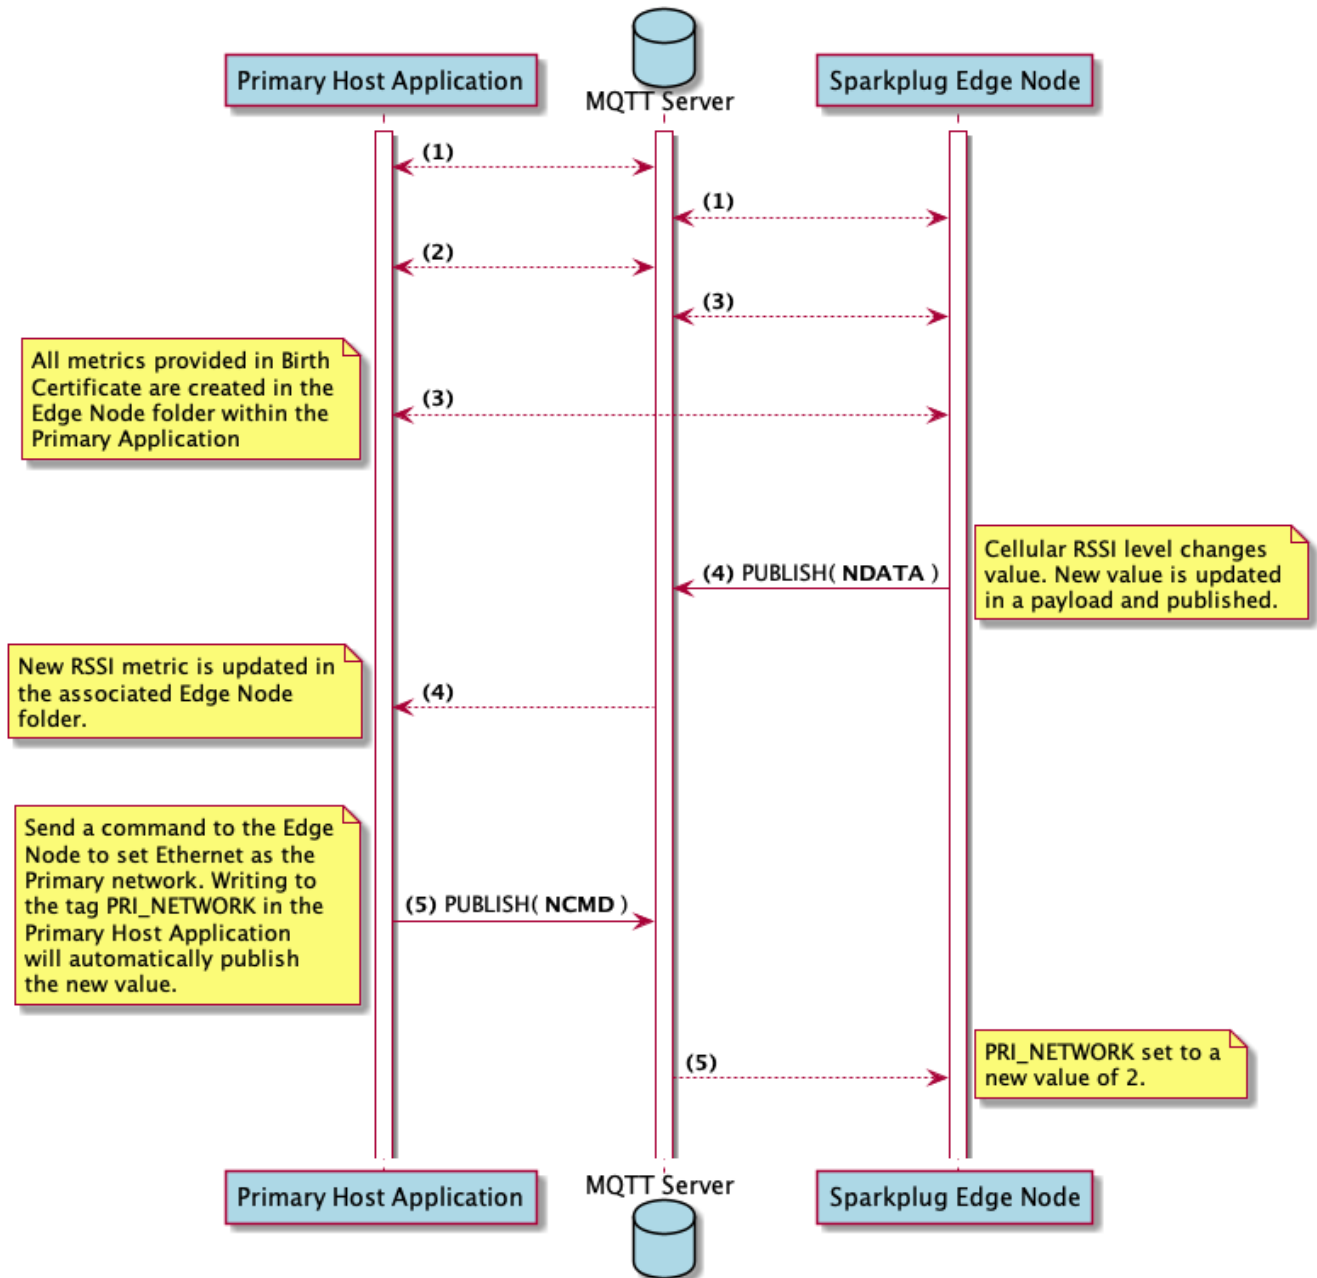 Primary Host Application
MQTT Server
Sparkplug Edge Node
(1)
(1)
(2)
(3)
All metrics provided in Birth
Certificate are created in the
Edge Node folder within the
Primary Application
(3)
Cellular RSSI level changes
value. New value is updated
in a payload and published.
(4) PUBLISH( NDATA )
New RSSI metric is updated in
the associated Edge Node
folder.
(4)
Send a command to the Edge
Node to set Ethernet as the
Primary network. Writing to
the tag PRI_NETWORK in the
Primary Host Application
will automatically publish
the new value.
(5) PUBLISH( NCMD )
(5)
PRI_NETWORK set to a
new value of 2.
Primary Host Application
MQTT Server
Sparkplug Edge Node